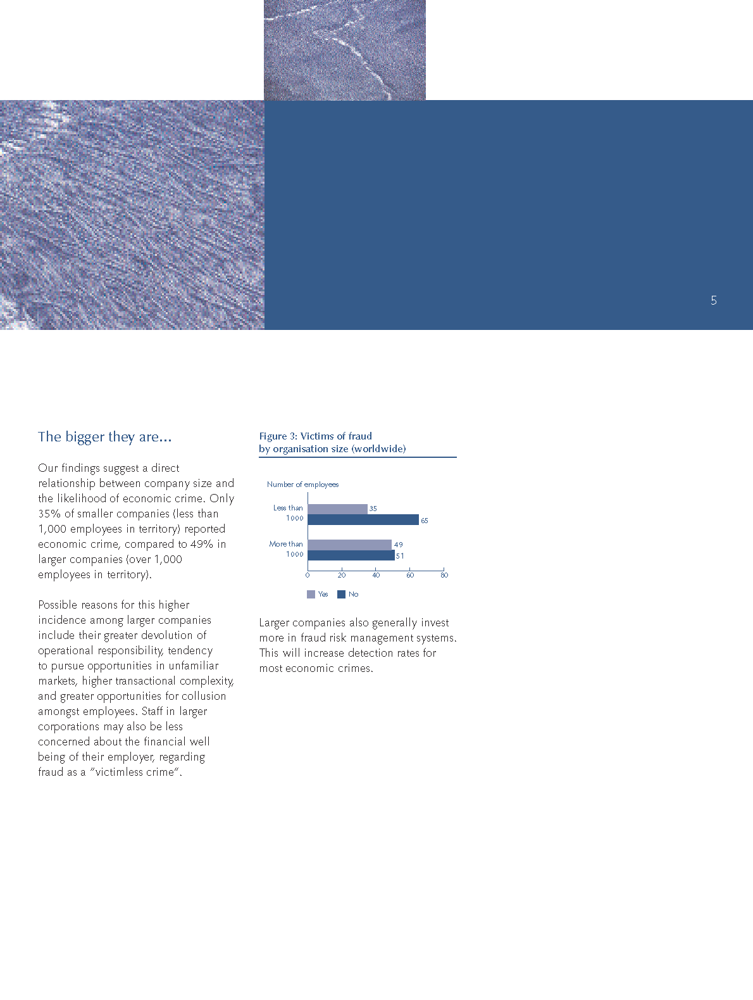 5
The bigger they are...
Our findings suggest a direct
relationship between company size and
the likelihood of economic crime. Only
35% of smaller companies (less than
1,000 employees in territory) reported
economic crime, compared to 49% in
larger companies (over 1,000
employees in territory).
Possible reasons for this higher
incidence among larger companies
include their greater devolution of
operational responsibility, tendency
to pursue opportunities in unfamiliar
markets, higher transactional complexity,
and greater opportunities for collusion
amongst employees. Staff in larger
corporations may also be less
concerned about the financial well
being of their employer, regarding
fraud as a "victimless crime".
Figure 3: Victims of fraud
by organisation size (worldwide)
Number of employees
Less than
1000
35
65
More than
1000
49
51
0 20 40 60 80
Yes No
Larger companies also generally invest
more in fraud risk management systems.
This will increase detection rates for
most economic crimes.